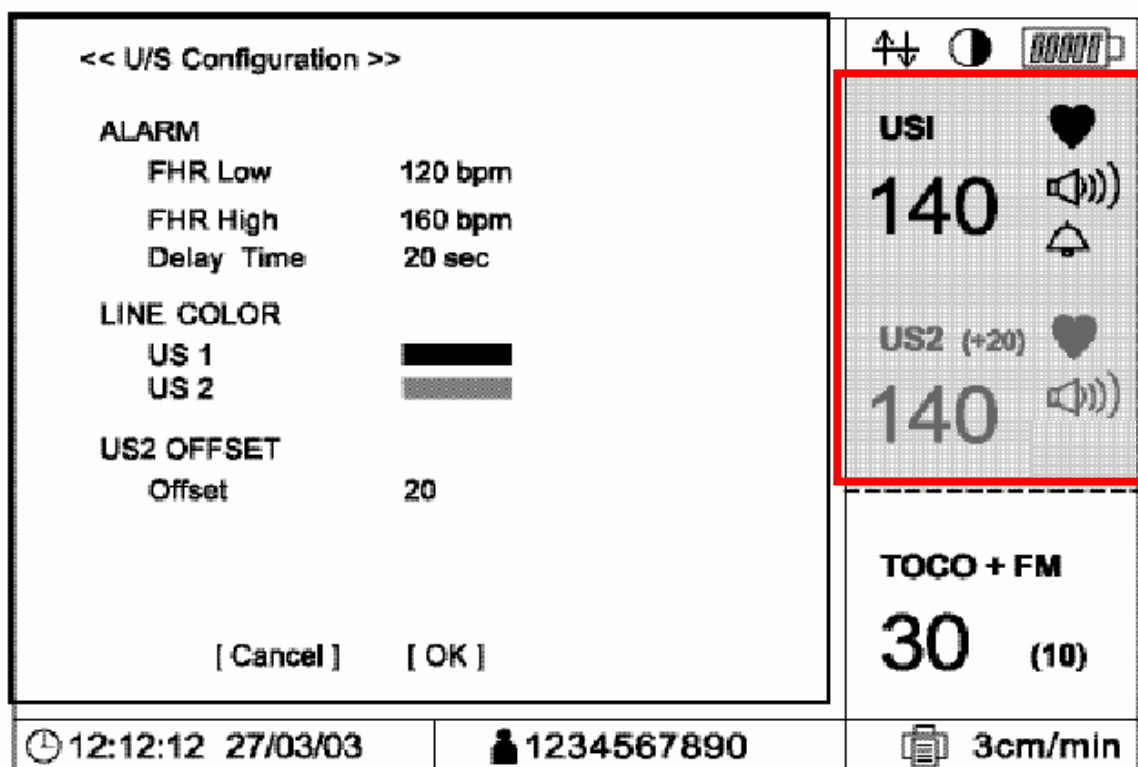 << U/S Configuration >>
ALARM
FHR Low 120 bpm
FHR High 160 bpm
Delay Time 20 sec
LINE COLOR
US 1
US 2
US2 OFFSET
Offset 20
[ Cancel ] [ OK ]
USI
140
US2 (+20)
140
TOCO + FM
30 (10)
12:12:12 27/03/03
1234567890
3cm/min